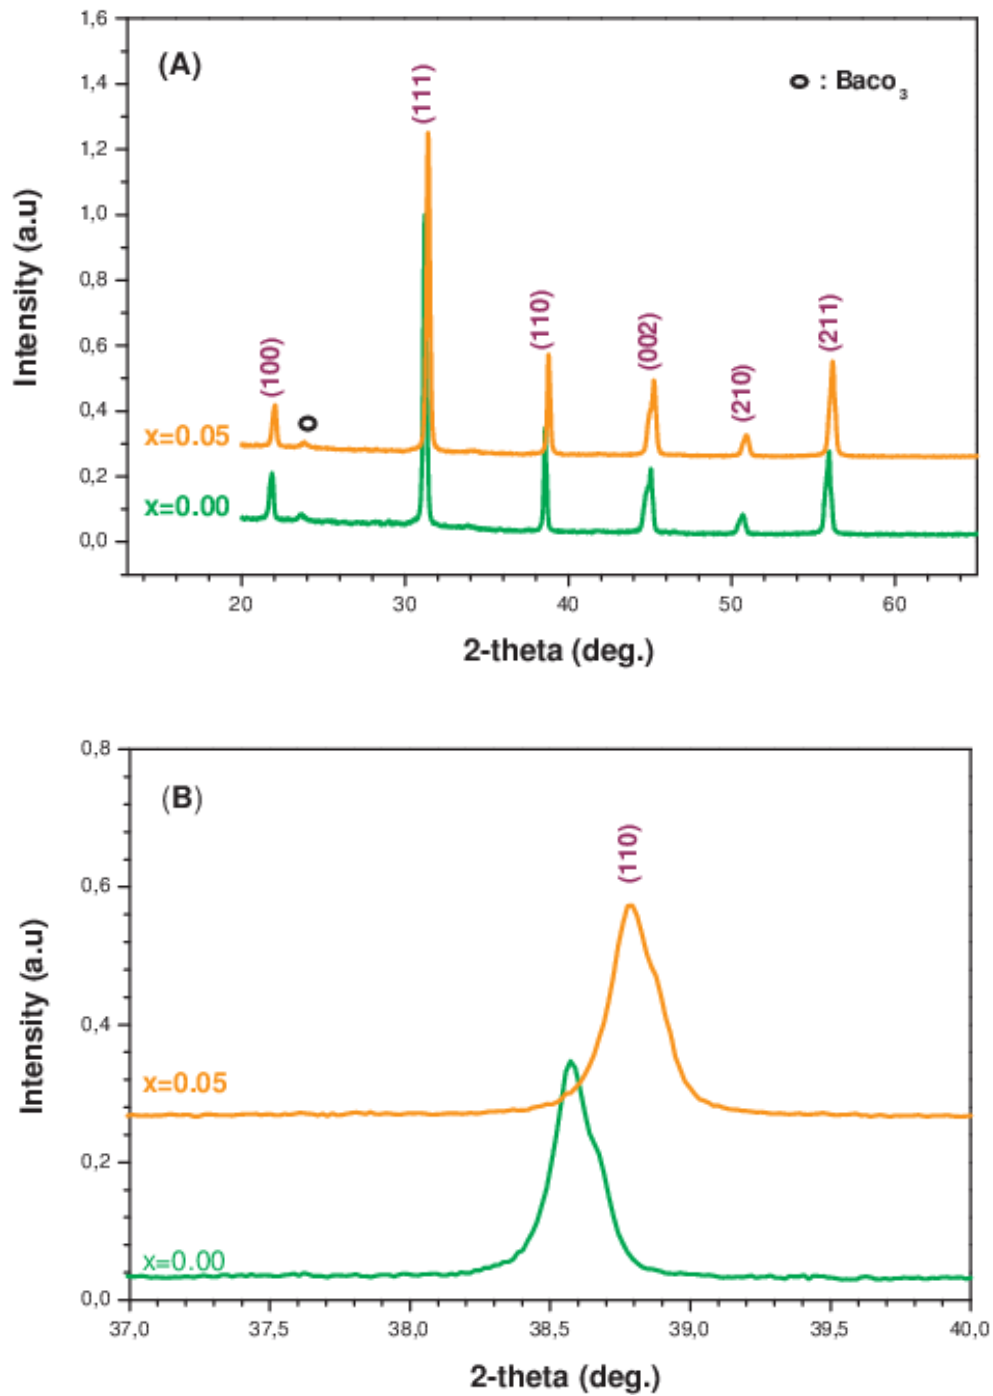 (A)
o : Baco3
1,6
1,4
1,2
1,0
0,8
0,6
0,4
0,2
0,0
Intensity (a.u)
(100)
(111)
(110)
(002)
(210)
(211)
o
x=0.05
x=0.00
20
30
40
50
60
2-theta (deg.)
(B)
0,8
0,6
0,4
0,2
0,0
Intensity (a.u)
(110)
x=0.05
x=0.00
37,0
37,5
38,0
38,5
39,0
39,5
40,0
2-theta (deg.)